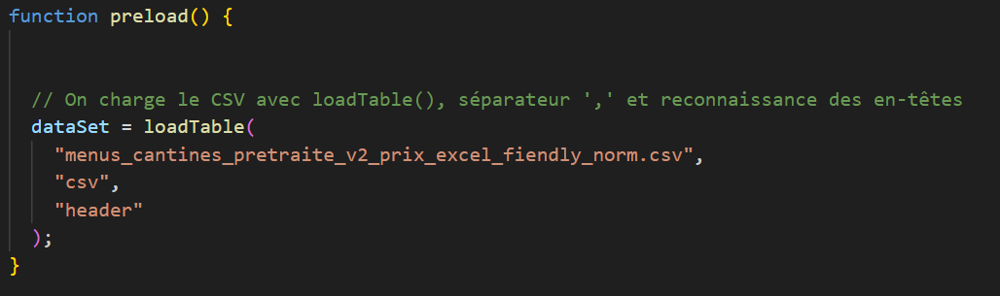 function preload() {
// On charge le CSV avec loadTable(), séparateur ',' et reconnaissance des en-têtes
dataSet = loadTable(
"menus_cantines_pretraite_v2_prix_excel_fiendly_norm.csv",
"csv",
"header"
);
}